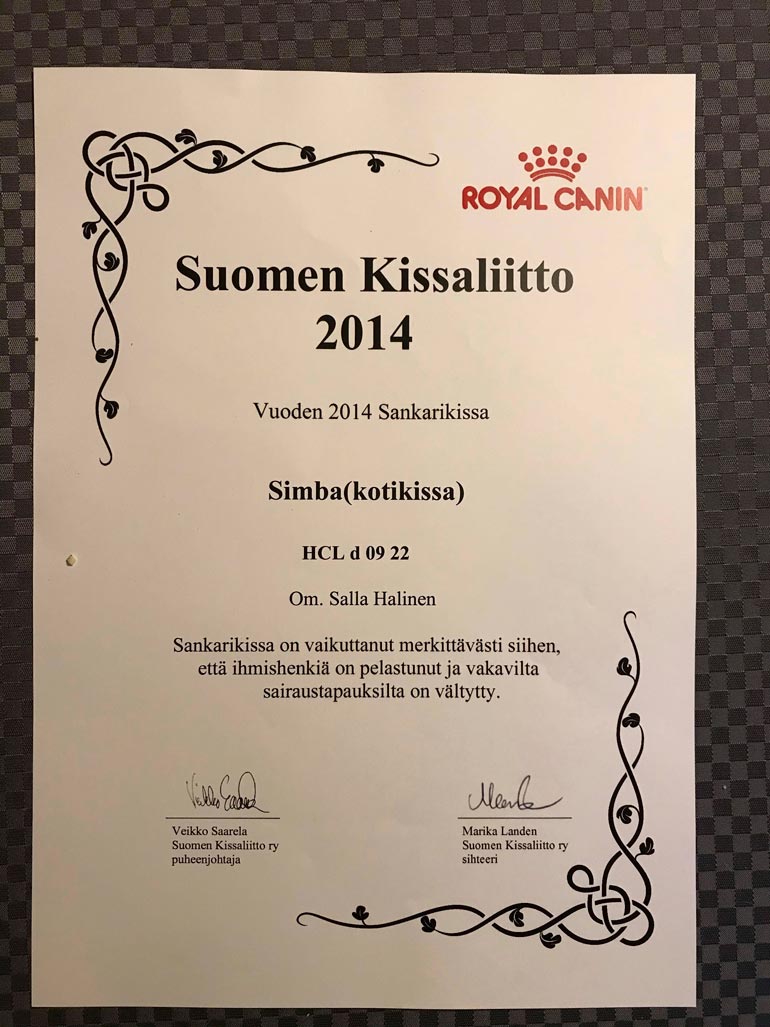 ROYAL CANIN
Suomen Kissaliitto
2014
Vuoden 2014 Sankarikissa
Simba(kotikissa)
HCL d 09 22
Om. Salla Halinen
Sankarikissa on vaikuttanut merkittävästi siihen,
että ihmishenkiä on pelastunut ja vakavilta
sairaustapauksilta on vältytty.
Veikko Saarela
Suomen Kissaliitto ry
puheenjohtaja
Marika Landen
Suomen Kissaliitto ry
sihteeri